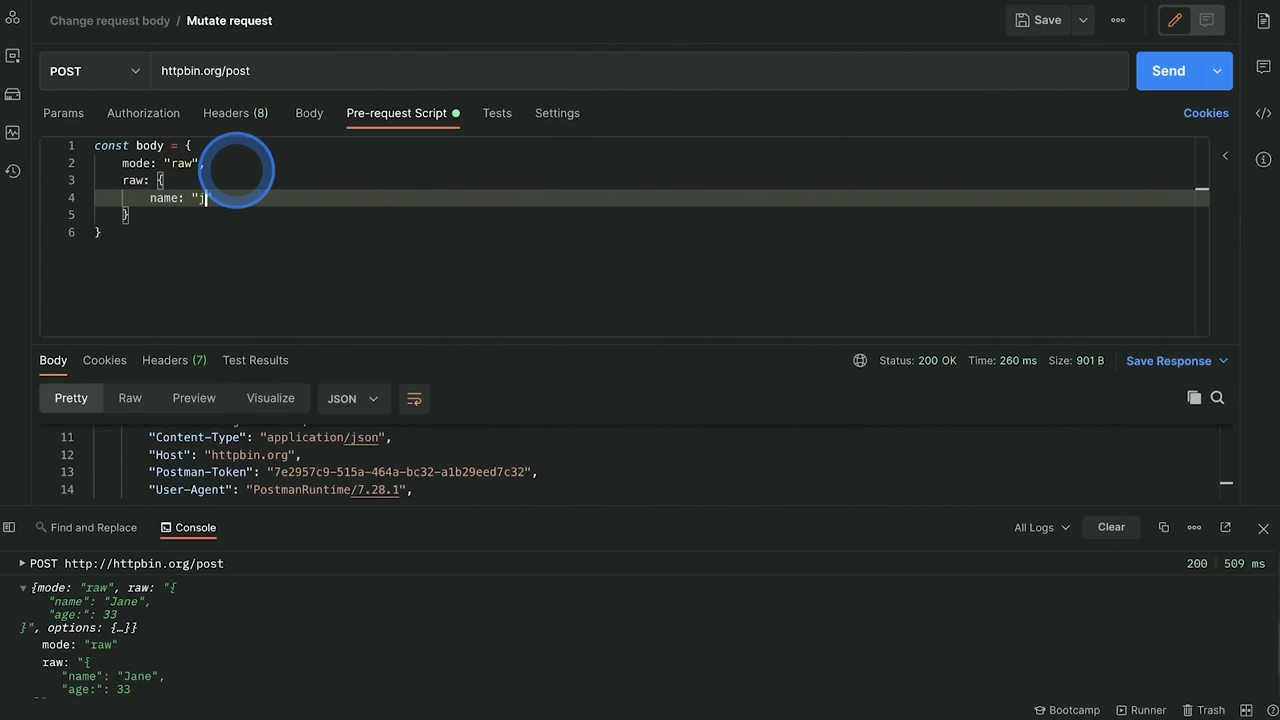 Change request body / Mutate request
Save
POST
httpbin.org/post
Send
Params Authorization Headers (8) Body Pre-request Script Tests Settings
Cookies
1 const body = {
2 mode: "raw",
3 raw: {
4 name: "j"
5 }
6 }
Body Cookies Headers (7) Test Results
Status: 200 OK Time: 260 ms Size: 901 B Save Response
Pretty Raw Preview Visualize JSON
11 "Content-Type": "application/json",
12 "Host": "httpbin.org",
13 "Postman-Token": "7e2957c9-515a-464a-bc32-a1b29eed7c32",
14 "User-Agent": "PostmanRuntime/7.28.1",
Find and Replace Console
All Logs Clear
POST http://httpbin.org/post
200 509 ms
{mode: "raw", raw: "{
"name": "Jane",
"age:": 33
}", options: {…}}
mode: "raw"
raw: "{
"name": "Jane",
"age:": 33
Bootcamp Runner Trash